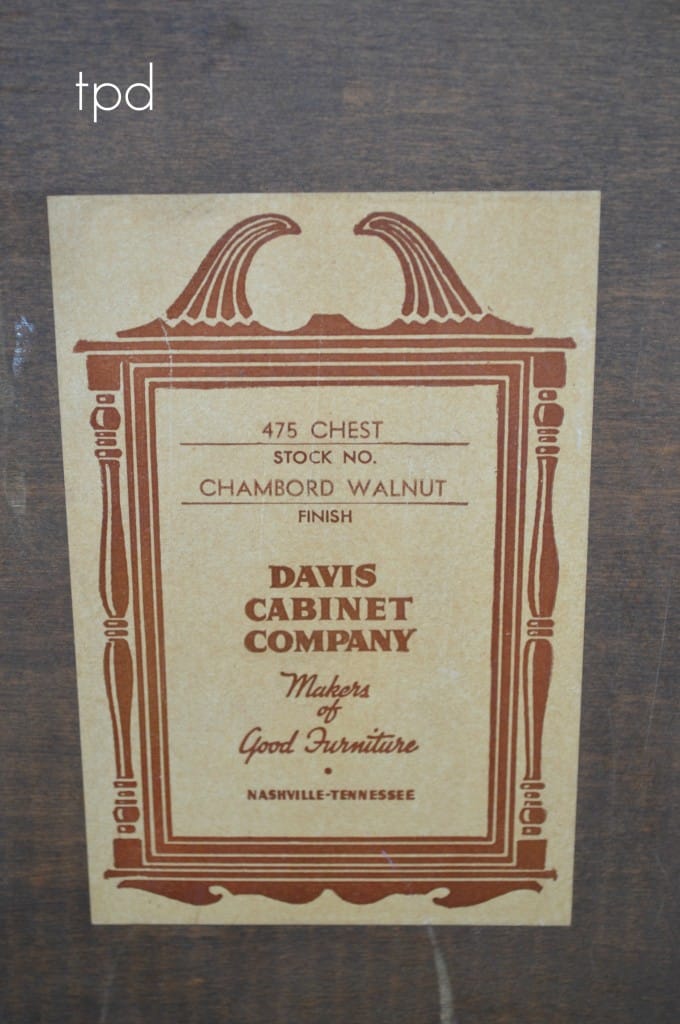 tpd
475 CHEST
STOCK NO.
CHAMBORD WALNUT
FINISH
DAVIS
CABINET
COMPANY
Makers
of
Good Furniture
•
NASHVILLE-TENNESSEE